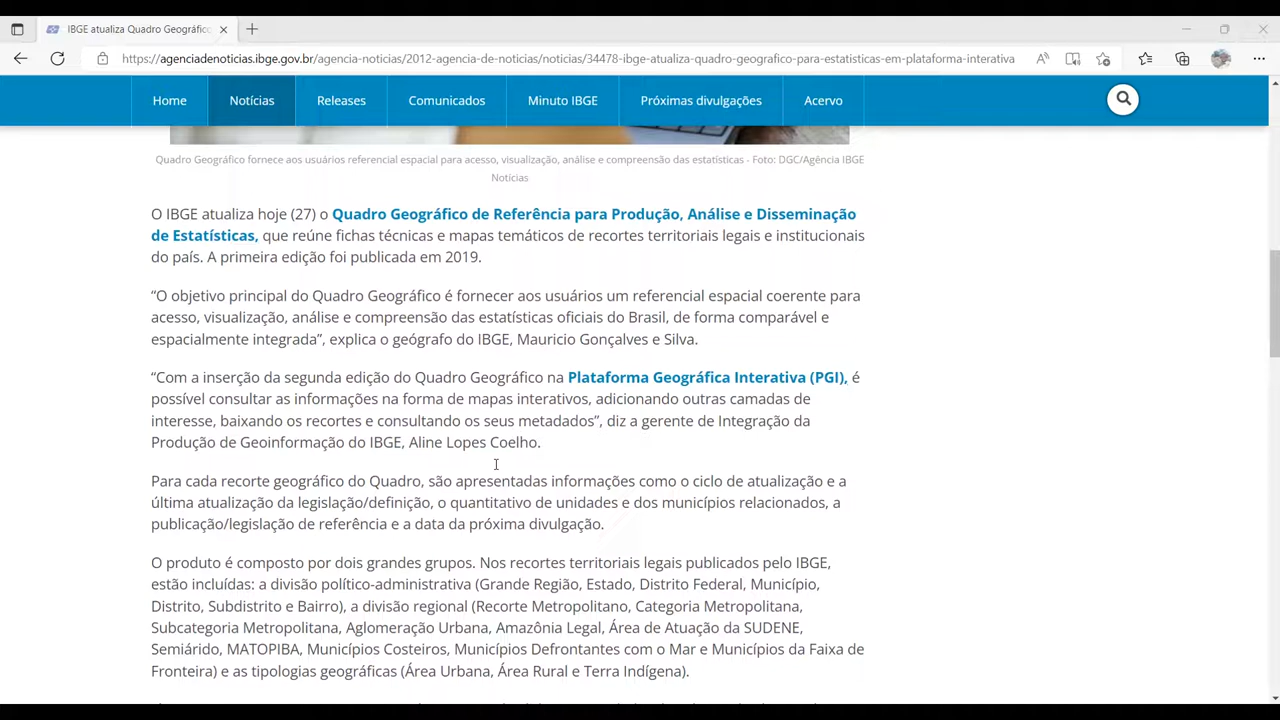 IBGE atualiza Quadro Geográfico
https://agenciadenoticias.ibge.gov.br/agencia-noticias/2012-agencia-de-noticias/noticias/34478-ibge-atualiza-quadro-geografico-para-estatisticas-em-plataforma-interativa
Home Notícias Releases Comunicados Minuto IBGE Próximas divulgações Acervo
Quadro Geográfico fornece aos usuários referencial espacial para acesso, visualização, análise e compreensão das estatísticas - Foto: DGC/Agência IBGE
Notícias
O IBGE atualiza hoje (27) o Quadro Geográfico de Referência para Produção, Análise e Disseminação
de Estatísticas, que reúne fichas técnicas e mapas temáticos de recortes territoriais legais e institucionais
do país. A primeira edição foi publicada em 2019.
“O objetivo principal do Quadro Geográfico é fornecer aos usuários um referencial espacial coerente para
acesso, visualização, análise e compreensão das estatísticas oficiais do Brasil, de forma comparável e
espacialmente integrada”, explica o geógrafo do IBGE, Mauricio Gonçalves e Silva.
“Com a inserção da segunda edição do Quadro Geográfico na Plataforma Geográfica Interativa (PGI), é
possível consultar as informações na forma de mapas interativos, adicionando outras camadas de
interesse, baixando os recortes e consultando os seus metadados”, diz a gerente de Integração da
Produção de Geoinformação do IBGE, Aline Lopes Coelho.
Para cada recorte geográfico do Quadro, são apresentadas informações como o ciclo de atualização e a
última atualização da legislação/definição, o quantitativo de unidades e dos municípios relacionados, a
publicação/legislação de referência e a data da próxima divulgação.
O produto é composto por dois grandes grupos. Nos recortes territoriais legais publicados pelo IBGE,
estão incluídas: a divisão político-administrativa (Grande Região, Estado, Distrito Federal, Município,
Distrito, Subdistrito e Bairro), a divisão regional (Recorte Metropolitano, Categoria Metropolitana,
Subcategoria Metropolitana, Aglomeração Urbana, Amazônia Legal, Área de Atuação da SUDENE,
Semiárido, MATOPIBA, Municípios Costeiros, Municípios Defrontantes com o Mar e Municípios da Faixa de
Fronteira) e as tipologias geográficas (Área Urbana, Área Rural e Terra Indígena).